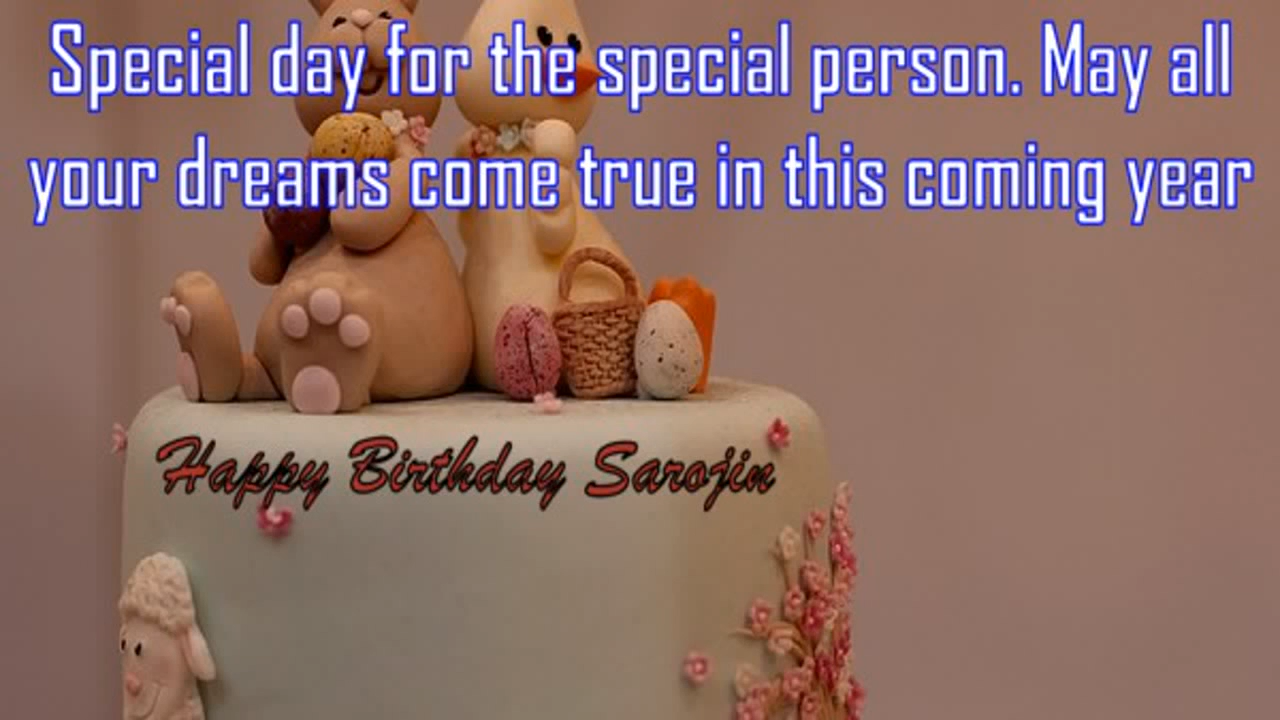 Special day for the special person. May all
your dreams come true in this coming year
Happy Birthday Sarojin